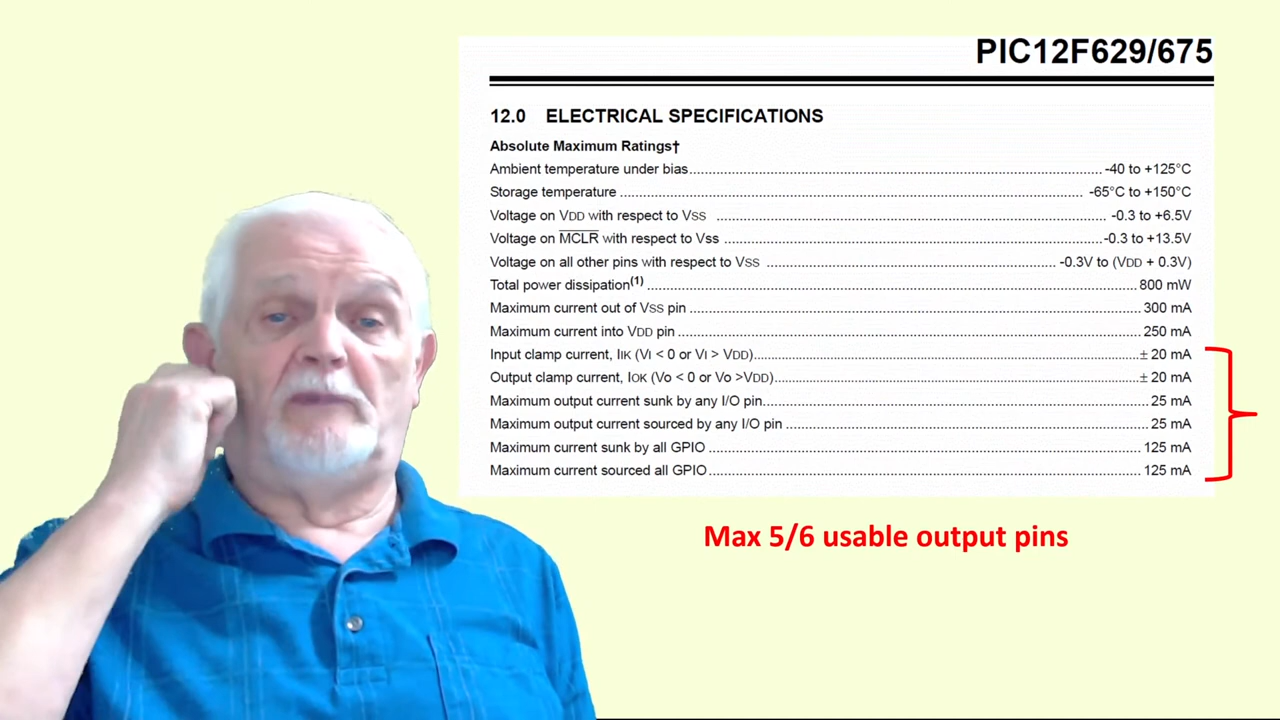 PIC12F629/675
12.0 ELECTRICAL SPECIFICATIONS
Absolute Maximum Ratings†
Ambient temperature under bias........................................................................................................... -40 to +125°C
Storage temperature ........................................................................................................................ -65°C to +150°C
Voltage on VDD with respect to VSS ..................................................................................................... -0.3 to +6.5V
Voltage on MCLR with respect to Vss ..................................................................................................-0.3 to +13.5V
Voltage on all other pins with respect to VSS ........................................................................... -0.3V to (VDD + 0.3V)
Total power dissipation(1) ............................................................................................................................... 800 mW
Maximum current out of VSS pin ..................................................................................................................... 300 mA
Maximum current into VDD pin ........................................................................................................................ 250 mA
Input clamp current, IIK (VI < 0 or VI > VDD)...................................................................................................... ± 20 mA
Output clamp current, IOK (Vo < 0 or Vo >VDD)................................................................................................ ± 20 mA
Maximum output current sunk by any I/O pin.................................................................................................... 25 mA
Maximum output current sourced by any I/O pin .............................................................................................. 25 mA
Maximum current sunk by all GPIO ................................................................................................................ 125 mA
Maximum current sourced all GPIO ................................................................................................................ 125 mA
Max 5/6 usable output pins